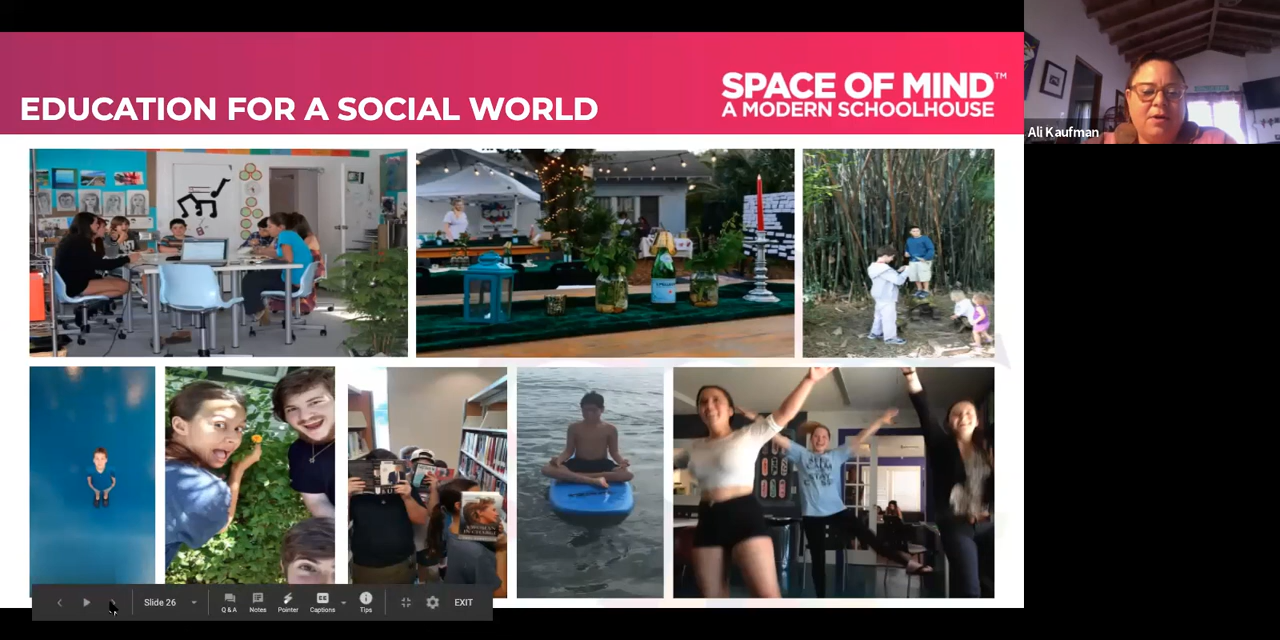 EDUCATION FOR A SOCIAL WORLD
SPACE OF MIND™
A MODERN SCHOOLHOUSE
Ali Kaufman
Slide 26
Q & A
Notes
Pointer
Captions
Tips
EXIT